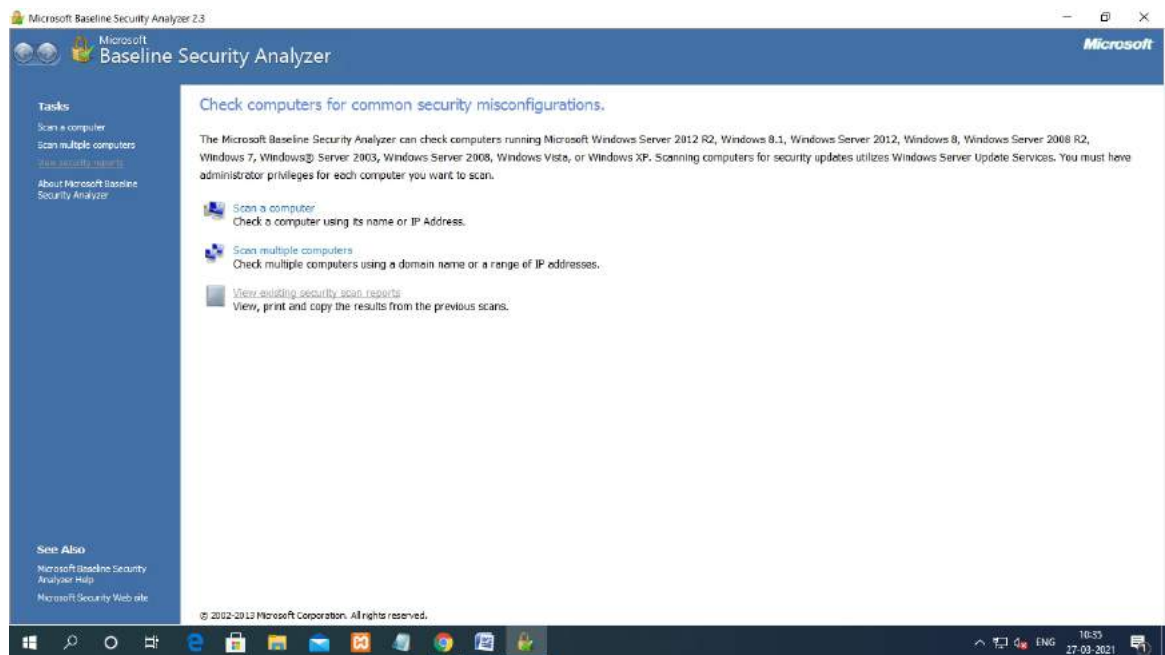 Microsoft Baseline Security Analyzer 2.3
Microsoft
Baseline Security Analyzer
Microsoft
Tasks
Scan a computer
Scan multiple computers
View security reports
About Microsoft Baseline
Security Analyzer
Check computers for common security misconfigurations.
The Microsoft Baseline Security Analyzer can check computers running Microsoft Windows Server 2012 R2, Windows 8.1, Windows Server 2012, Windows 8, Windows Server 2008 R2,
Windows 7, Windows® Server 2003, Windows Server 2008, Windows Vista, or Windows XP. Scanning computers for security updates utilizes Windows Server Update Services. You must have
administrator privileges for each computer you want to scan.
Scan a computer
Check a computer using its name or IP Address.
Scan multiple computers
Check multiple computers using a domain name or a range of IP addresses.
View existing security scan reports
View, print and copy the results from the previous scans.
See Also
Microsoft Baseline Security
Analyzer Help
Microsoft Security Web site
© 2002-2013 Microsoft Corporation. All rights reserved.
ENG
10:35
27-03-2021